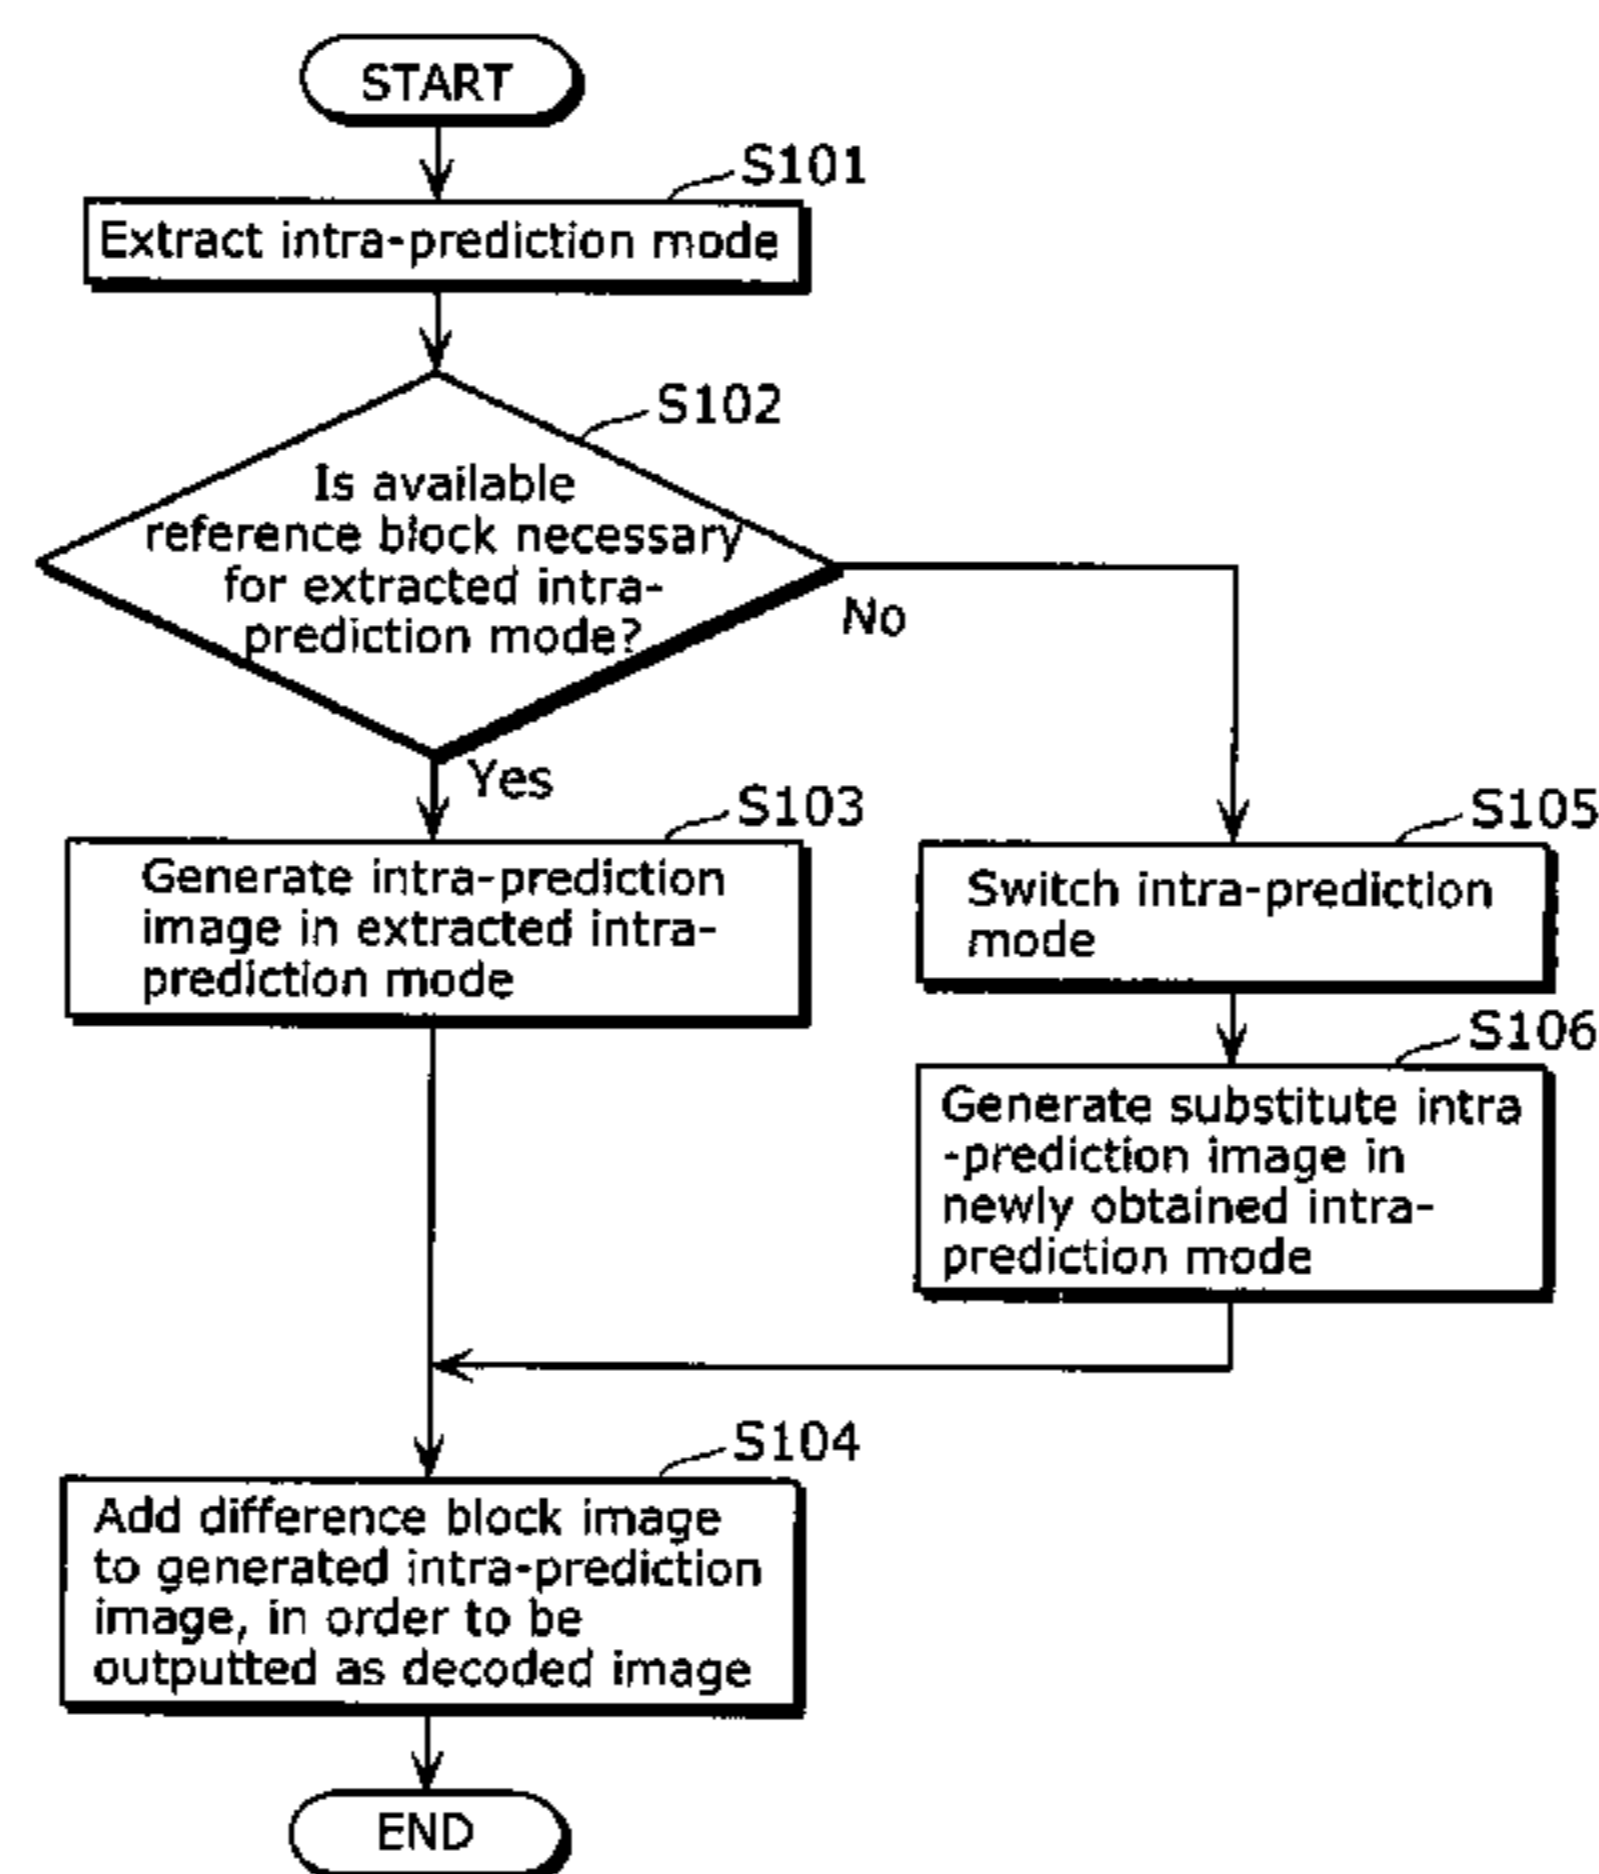 START
S101
Extract intra-prediction mode
S102
Is available
reference block necessary
for extracted intra-
prediction mode?
No
Yes
S103
Generate intra-prediction
image in extracted intra-
prediction mode
S105
Switch intra-prediction
mode
S106
Generate substitute intra
-prediction image in
newly obtained intra-
prediction mode
S104
Add difference block image
to generated intra-prediction
image, in order to be
outputted as decoded image
END